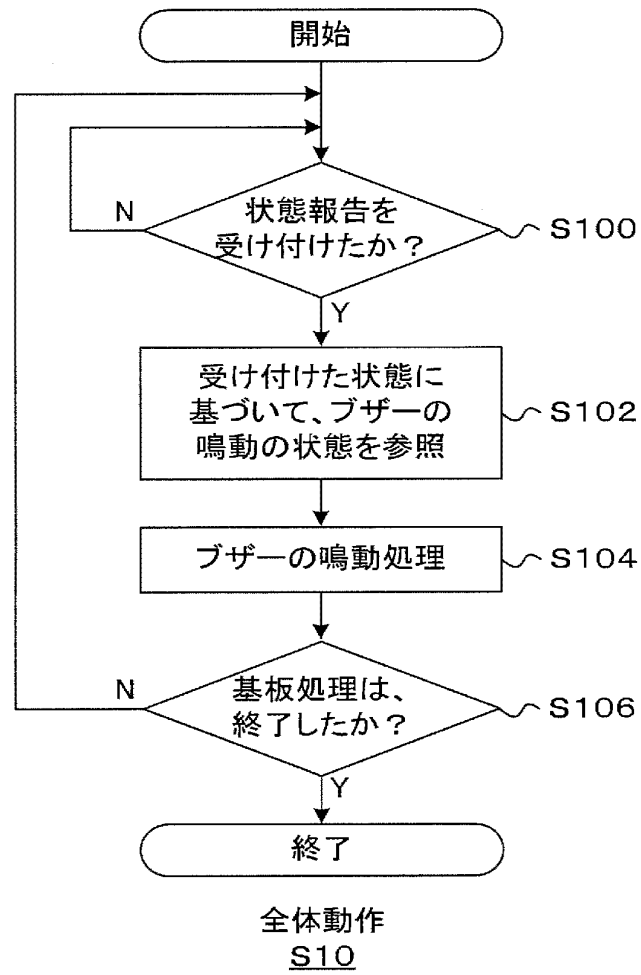 開始
N
状態報告を
受け付けたか？
S100
Y
受け付けた状態に
基づいて、ブザーの
鳴動の状態を参照
S102
ブザーの鳴動処理
S104
N
基板処理は、
終了したか？
S106
Y
終了
全体動作
S10